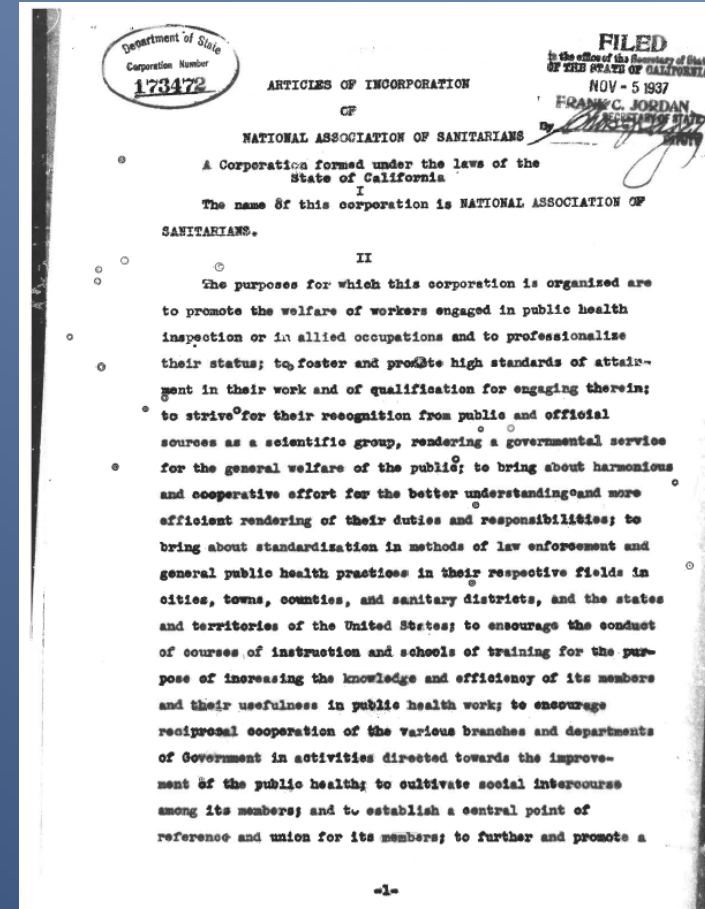 Department of State
Corporation Number
173472
FILED
in the office of the Secretary of State
OF THE STATE OF CALIFORNIA
NOV - 5 1937
FRANK C. JORDAN
SECRETARY OF STATE
By
DEPUTY
ARTICLES OF INCORPORATION
OF
NATIONAL ASSOCIATION OF SANITARIANS
A Corporation formed under the laws of the
State of California
I
The name of this corporation is NATIONAL ASSOCIATION OF
SANITARIANS.
II
The purposes for which this corporation is organized are
to promote the welfare of workers engaged in public health
inspection or in allied occupations and to professionalize
their status; to foster and promote high standards of attain-
ment in their work and of qualification for engaging therein;
to strive for their recognition from public and official
sources as a scientific group, rendering a governmental service
for the general welfare of the public; to bring about harmonious
and cooperative effort for the better understanding and more
efficient rendering of their duties and responsibilities; to
bring about standardization in methods of law enforcement and
general public health practices in their respective fields in
cities, towns, counties, and sanitary districts, and the states
and territories of the United States; to encourage the conduct
of courses of instruction and schools of training for the pur-
pose of increasing the knowledge and efficiency of its members
and their usefulness in public health work; to encourage
reciprocal cooperation of the various branches and departments
of Government in activities directed towards the improve-
ment of the public health; to cultivate social intercourse
among its members; and to establish a central point of
reference and union for its members; to further and promote a
-1-